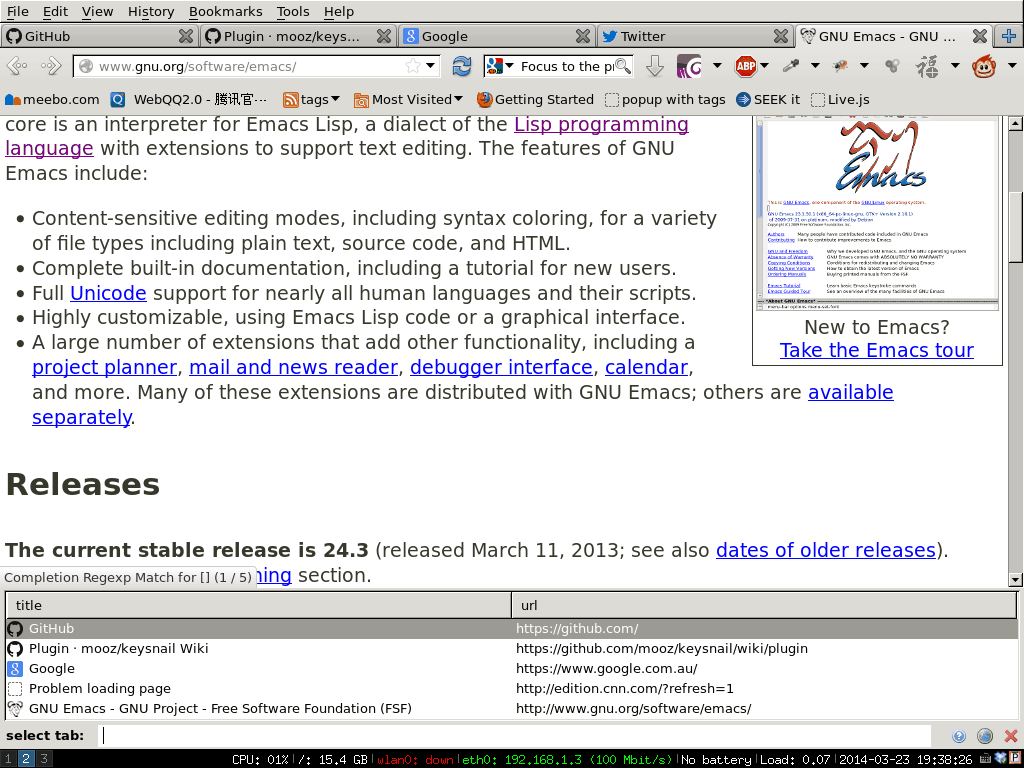 File Edit View History Bookmarks Tools Help
GitHub
Plugin · mooz/keys...
Google
Twitter
GNU Emacs - GNU ...
www.gnu.org/software/emacs/
Focus to the pr
ABP
福
meebo.com
WebQQ2.0 - 腾讯官···
tags
Most Visited
Getting Started
popup with tags
SEEK it
Live.js
core is an interpreter for Emacs Lisp, a dialect of the Lisp programming
language with extensions to support text editing. The features of GNU
Emacs include:
Content-sensitive editing modes, including syntax coloring, for a variety
of file types including plain text, source code, and HTML.
Complete built-in documentation, including a tutorial for new users.
Full Unicode support for nearly all human languages and their scripts.
Highly customizable, using Emacs Lisp code or a graphical interface.
A large number of extensions that add other functionality, including a
project planner, mail and news reader, debugger interface, calendar,
and more. Many of these extensions are distributed with GNU Emacs; others are available
separately.
Emacs
New to Emacs?
Take the Emacs tour
Releases
The current stable release is 24.3 (released March 11, 2013; see also dates of older releases).
ning section.
Completion Regexp Match for [] (1 / 5)
title url
GitHub https://github.com/
Plugin · mooz/keysnail Wiki https://github.com/mooz/keysnail/wiki/plugin
Google https://www.google.com.au/
Problem loading page http://edition.cnn.com/?refresh=1
GNU Emacs - GNU Project - Free Software Foundation (FSF) http://www.gnu.org/software/emacs/
select tab:
1 2 3 CPU: 01%|/: 15.4 GB|wlan0: down|eth0: 192.168.1.3 (100 Mbit/s)|No battery|Load: 0.07|2014-03-23 19:38:26